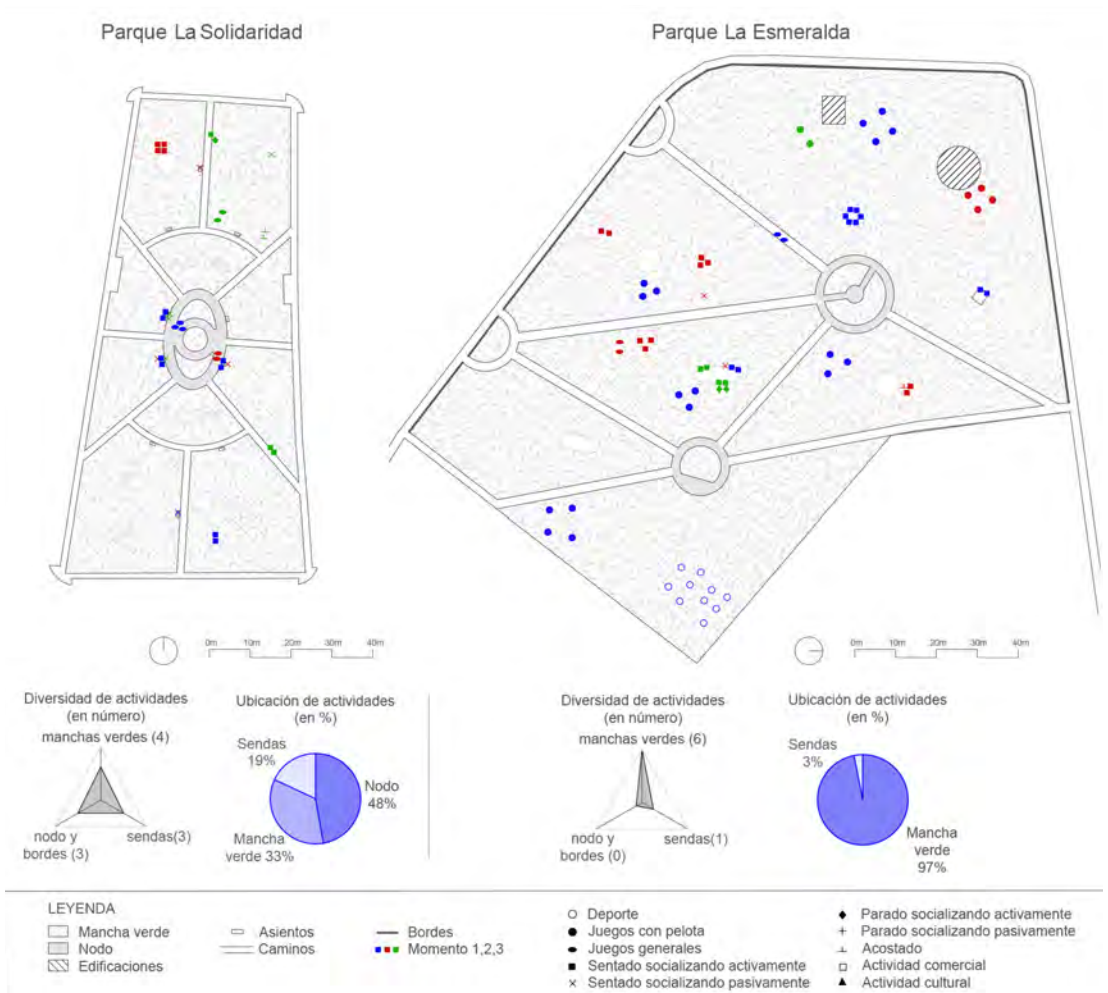 Parque La Solidaridad
Parque La Esmeralda
0m 10m 20m 30m 40m
0m 10m 20m 30m 40m
Diversidad de actividades
(en número)
manchas verdes (4)
nodo y
bordes (3)
sendas(3)
Ubicación de actividades
(en %)
Sendas
19%
Nodo
48%
Mancha
verde 33%
Diversidad de actividades
(en número)
manchas verdes (6)
nodo y
bordes (0)
sendas(1)
Ubicación de actividades
(en %)
Sendas
3%
Mancha
verde
97%
LEYENDA
Mancha verde
Nodo
Edificaciones
Asientos
Caminos
Bordes
Momento 1,2,3
Deporte
Juegos con pelota
Juegos generales
Sentado socializando activamente
Sentado socializando pasivamente
Parado socializando activamente
Parado socializando pasivamente
Acostado
Actividad comercial
Actividad cultural